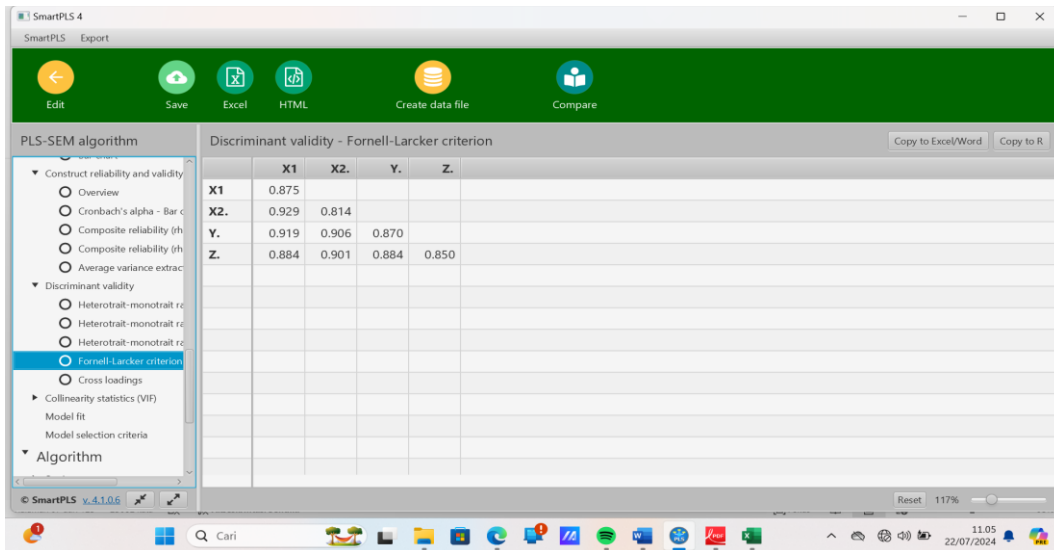 SmartPLS 4
SmartPLS Export
Edit Save Excel HTML Create data file Compare
PLS-SEM algorithm
Discriminant validity - Fornell-Larcker criterion
Copy to Excel/Word Copy to R
Construct reliability and validity
Overview
Cronbach's alpha - Bar c
Composite reliability (rh
Composite reliability (rh
Average variance extrac
Discriminant validity
Heterotrait-monotrait ra
Heterotrait-monotrait ra
Heterotrait-monotrait ra
Fornell-Larcker criterion
Cross loadings
Collinearity statistics (VIF)
Model fit
Model selection criteria
Algorithm
X1 X2. Y. Z.
X1 0.875
X2. 0.929 0.814
Y. 0.919 0.906 0.870
Z. 0.884 0.901 0.884 0.850
© SmartPLS v. 4.1.0.6
Reset 117%
Cari
11.05
22/07/2024